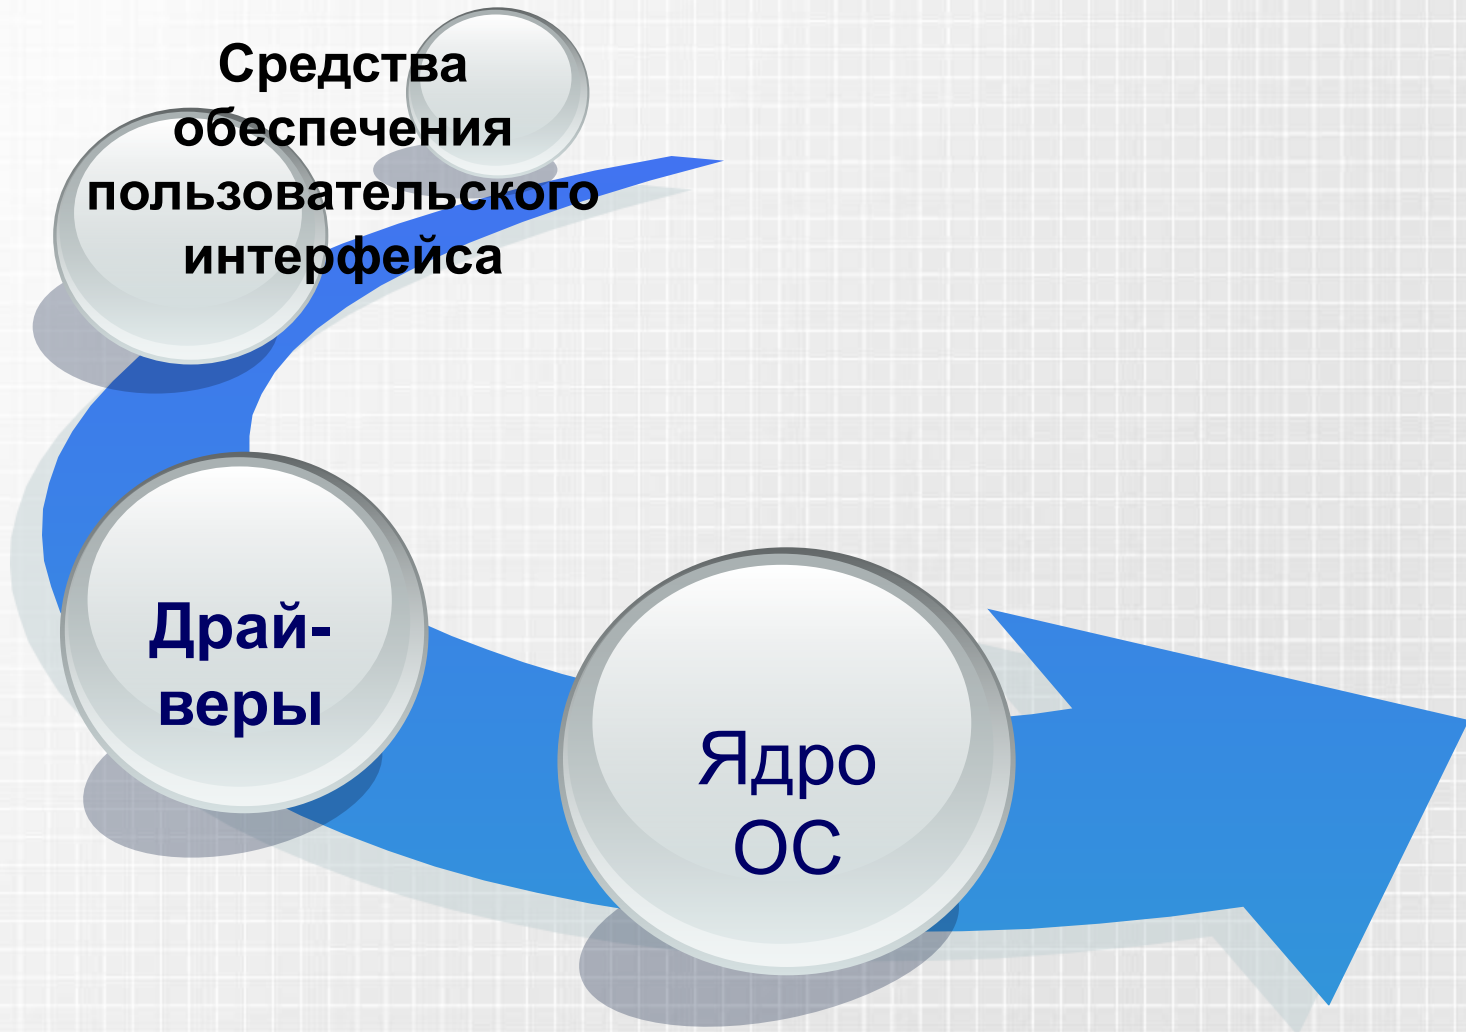 Средства
обеспечения
пользовательского
интерфейса
Драй-
веры
Ядро
ОС